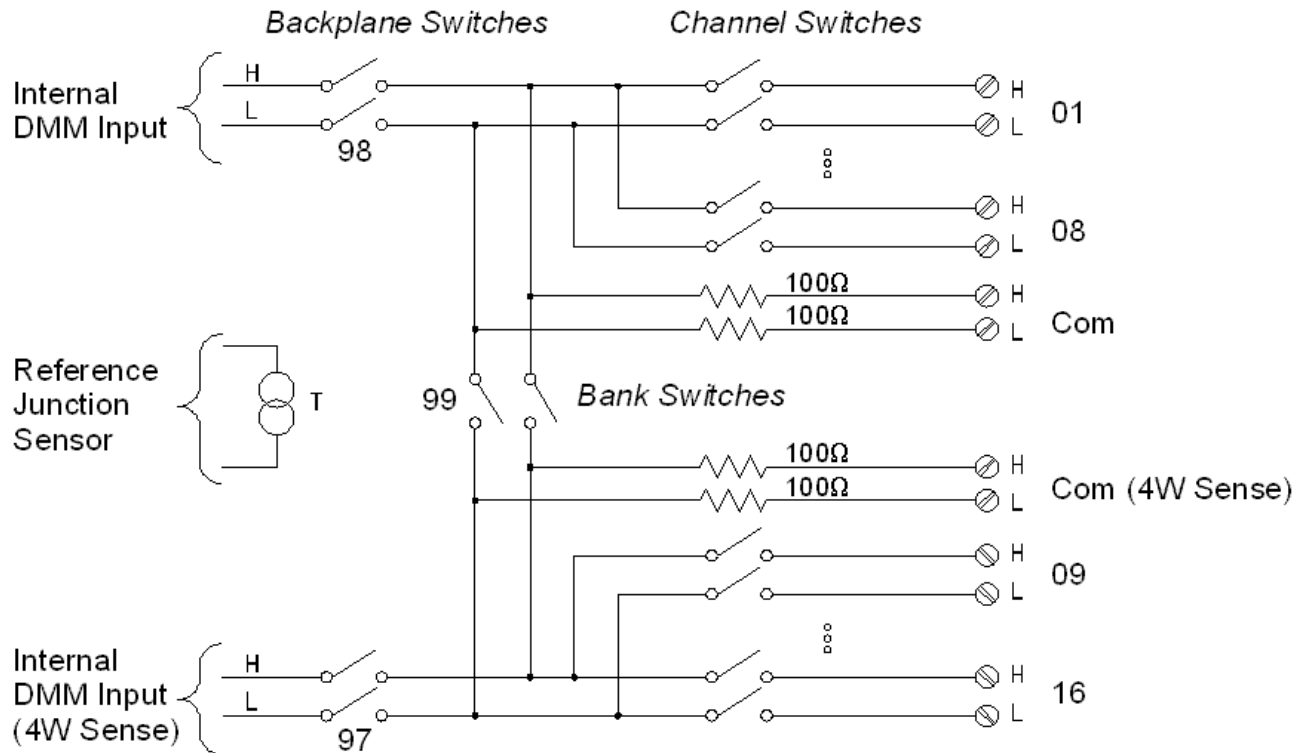 Backplane Switches
Channel Switches
Internal
DMM Input
H
L
98
H
L
01
H
L
08
100Ω
100Ω
H
L
Com
Reference
Junction
Sensor
T
99
Bank Switches
100Ω
100Ω
H
L
Com (4W Sense)
H
L
09
Internal
DMM Input
(4W Sense)
H
L
97
H
L
16